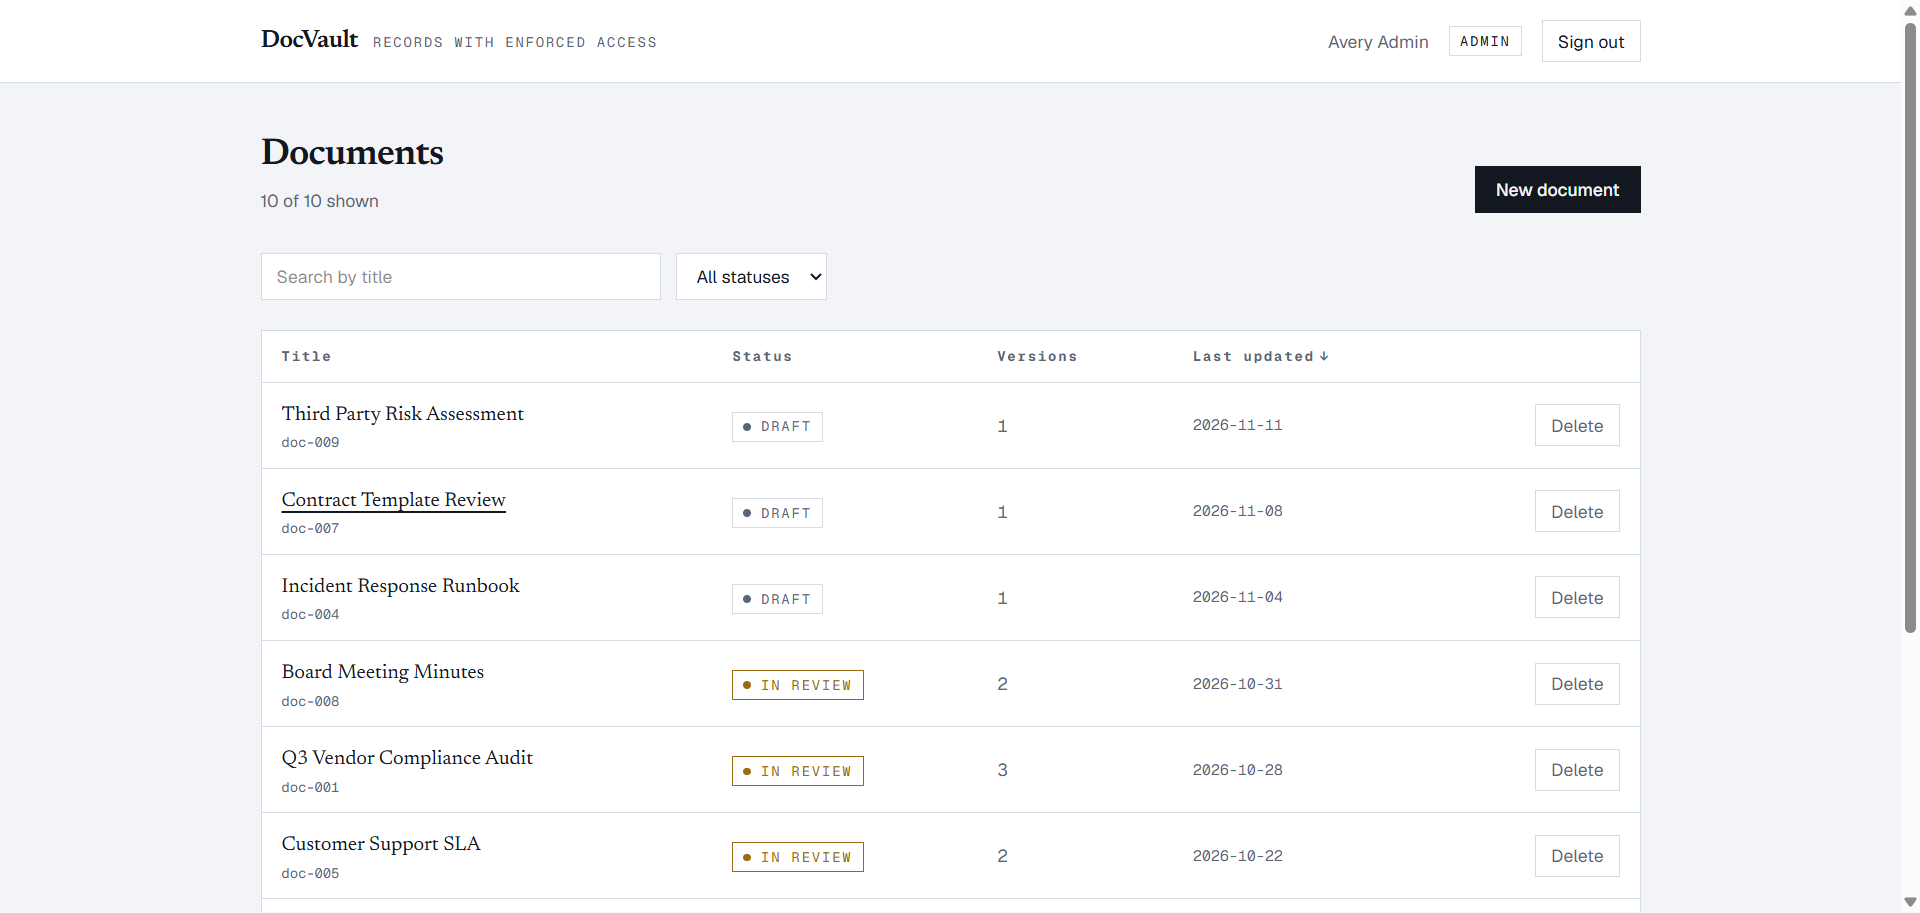 DocVault RECORDS WITH ENFORCED ACCESS Avery Admin ADMIN Sign out
Documents
10 of 10 shown
New document
Search by title All statuses
Title Status Versions Last updated ↓
Third Party Risk Assessment
doc-009
DRAFT 1 2026-11-11 Delete
Contract Template Review
doc-007
DRAFT 1 2026-11-08 Delete
Incident Response Runbook
doc-004
DRAFT 1 2026-11-04 Delete
Board Meeting Minutes
doc-008
IN REVIEW 2 2026-10-31 Delete
Q3 Vendor Compliance Audit
doc-001
IN REVIEW 3 2026-10-28 Delete
Customer Support SLA
doc-005
IN REVIEW 2 2026-10-22 Delete